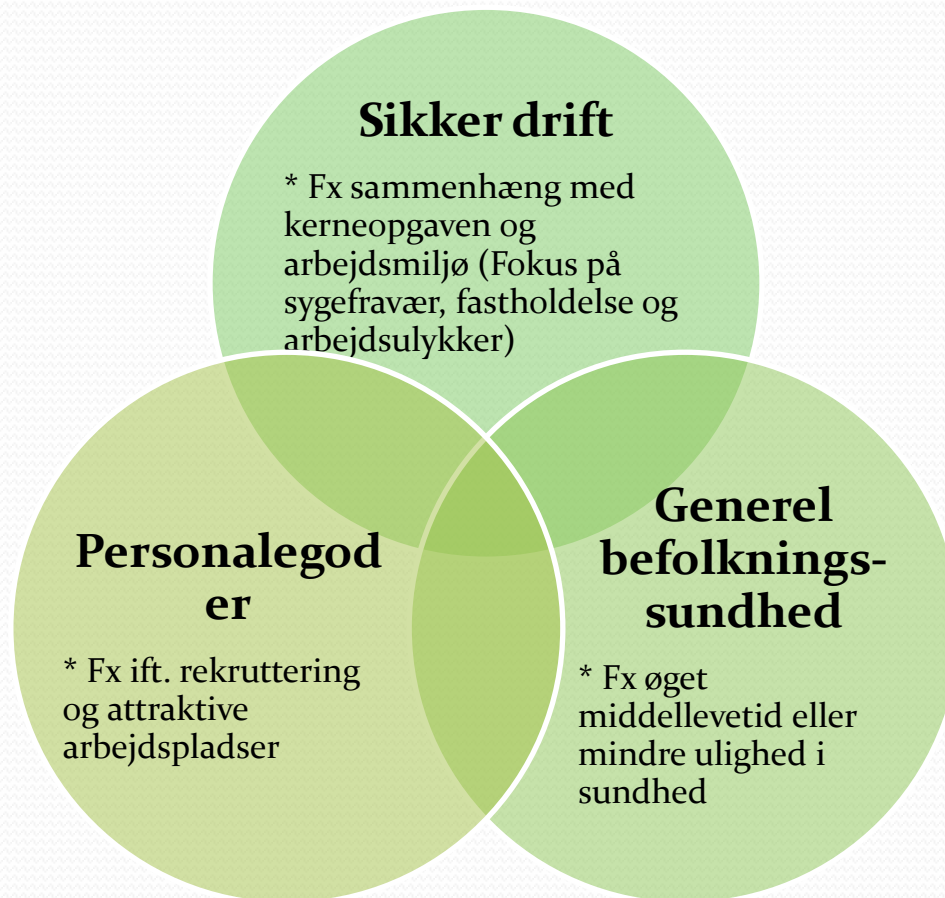 Sikker drift
* Fx sammenhæng med
kerneopgaven og
arbejdsmiljø (Fokus på
sygefravær, fastholdelse og
arbejdsulykker)
Personalegod
er
* Fx ift. rekruttering
og attraktive
arbejdspladser
Generel
befolknings-
sundhed
* Fx øget
middellevetid eller
mindre ulighed i
sundhed